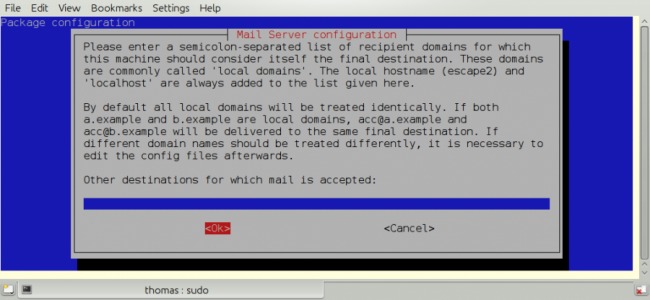 File Edit View Bookmarks Settings Help
Package configuration
Mail Server configuration
Please enter a semicolon-separated list of recipient domains for which
this machine should consider itself the final destination. These domains
are commonly called 'local domains'. The local hostname (escape2) and
'localhost' are always added to the list given here.
By default all local domains will be treated identically. If both
a.example and b.example are local domains, acc@a.example and
acc@b.example will be delivered to the same final destination. If
different domain names should be treated differently, it is necessary to
edit the config files afterwards.
Other destinations for which mail is accepted:
<Ok> <Cancel>
thomas : sudo